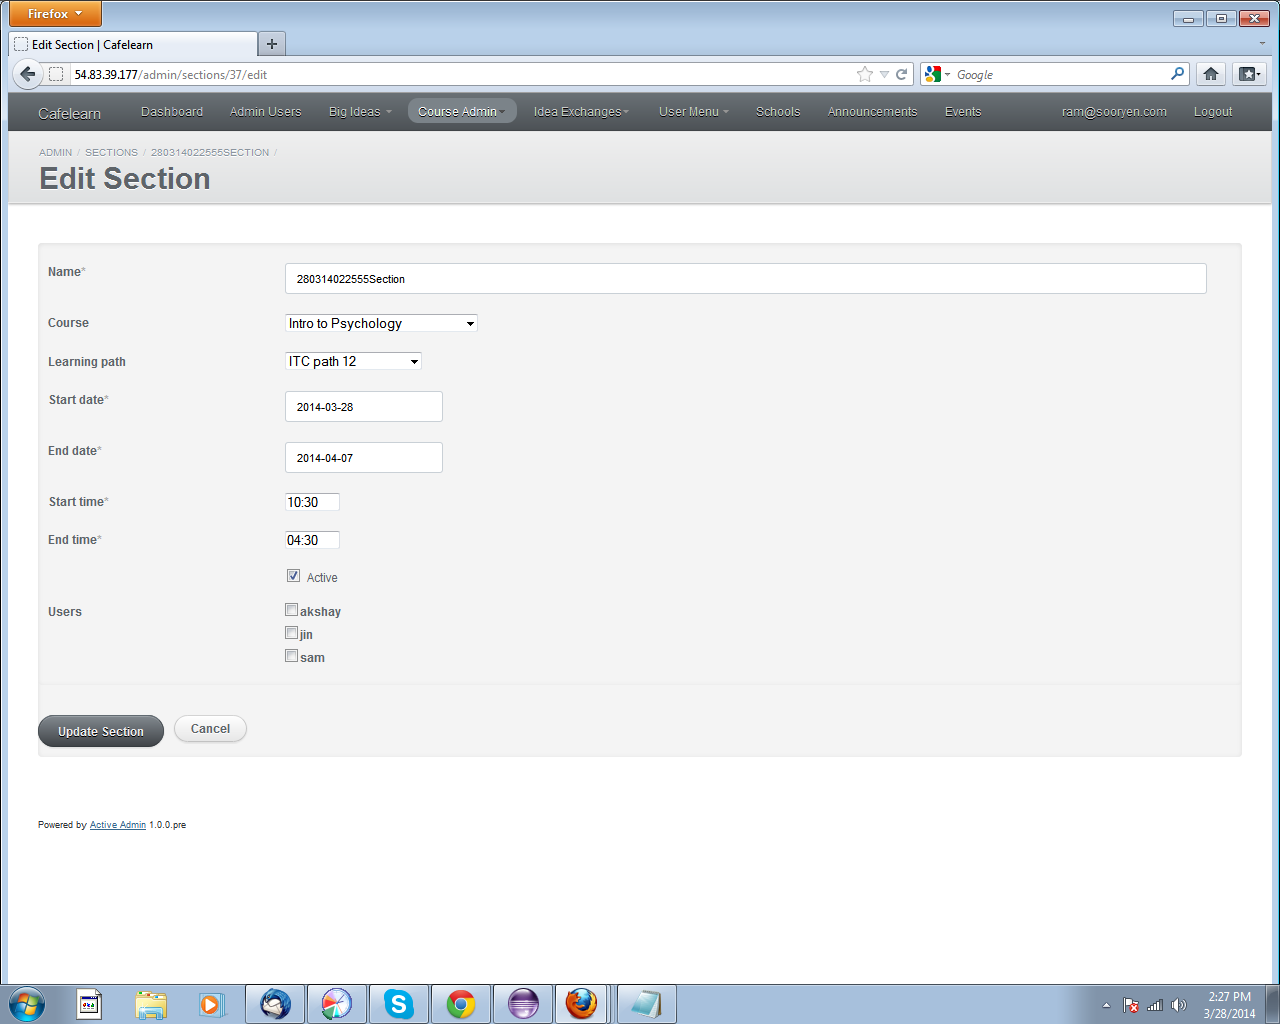 Firefox
Edit Section | Cafelearn
54.83.39.177/admin/sections/37/edit
Google
Cafelearn Dashboard Admin Users Big Ideas Course Admin Idea Exchanges User Menu Schools Announcements Events ram@sooryen.com Logout
ADMIN / SECTIONS / 280314022555SECTION /
Edit Section
Name* 280314022555Section
Course Intro to Psychology
Learning path ITC path 12
Start date* 2014-03-28
End date* 2014-04-07
Start time* 10:30
End time* 04:30
Active
Users akshay
jin
sam
Update Section Cancel
Powered by Active Admin 1.0.0.pre
2:27 PM
3/28/2014